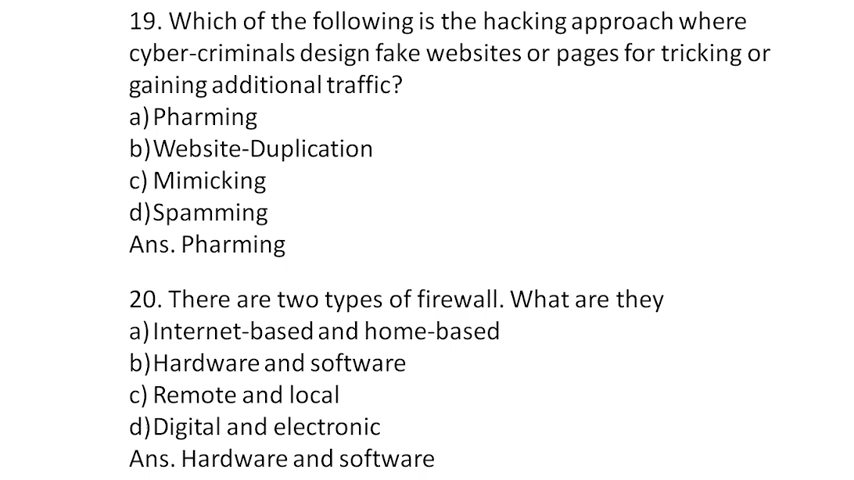 19. Which of the following is the hacking approach where
cyber-criminals design fake websites or pages for tricking or
gaining additional traffic?
a) Pharming
b) Website-Duplication
c) Mimicking
d) Spamming
Ans. Pharming
20. There are two types of firewall. What are they
a) Internet-based and home-based
b) Hardware and software
c) Remote and local
d) Digital and electronic
Ans. Hardware and software